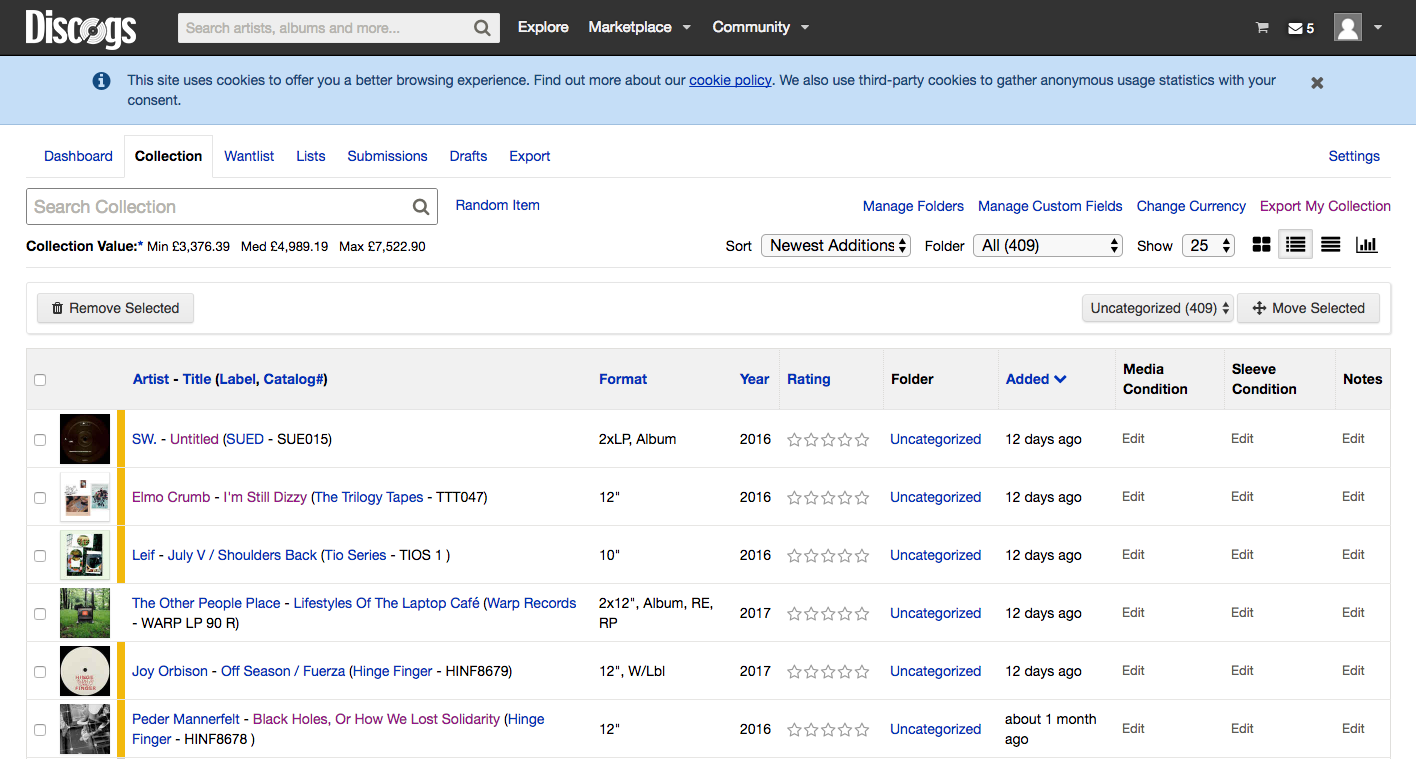 Discogs
Search artists, albums and more...
Explore
Marketplace
Community
5
This site uses cookies to offer you a better browsing experience. Find out more about our cookie policy. We also use third-party cookies to gather anonymous usage statistics with your
consent.
Dashboard
Collection
Wantlist
Lists
Submissions
Drafts
Export
Settings
Search Collection
Random Item
Manage Folders
Manage Custom Fields
Change Currency
Export My Collection
Collection Value:* Min £3,376.39 Med £4,989.19 Max £7,522.90
Sort
Newest Additions
Folder
All (409)
Show
25
Remove Selected
Uncategorized (409)
Move Selected
Artist - Title (Label, Catalog#)
Format
Year
Rating
Folder
Added
Media
Condition
Sleeve
Condition
Notes
SW. - Untitled (SUED - SUE015)
2xLP, Album
2016
Uncategorized
12 days ago
Edit
Edit
Edit
Elmo Crumb - I'm Still Dizzy (The Trilogy Tapes - TTT047)
12"
2016
Uncategorized
12 days ago
Edit
Edit
Edit
Leif - July V / Shoulders Back (Tio Series - TIOS 1 )
10"
2016
Uncategorized
12 days ago
Edit
Edit
Edit
The Other People Place - Lifestyles Of The Laptop Café (Warp Records
- WARP LP 90 R)
2x12", Album, RE,
RP
2017
Uncategorized
12 days ago
Edit
Edit
Edit
HINGE
FINGER
Joy Orbison - Off Season / Fuerza (Hinge Finger - HINF8679)
12", W/Lbl
2017
Uncategorized
12 days ago
Edit
Edit
Edit
Peder Mannerfelt - Black Holes, Or How We Lost Solidarity (Hinge
Finger - HINF8678 )
12"
2016
Uncategorized
about 1 month
ago
Edit
Edit
Edit